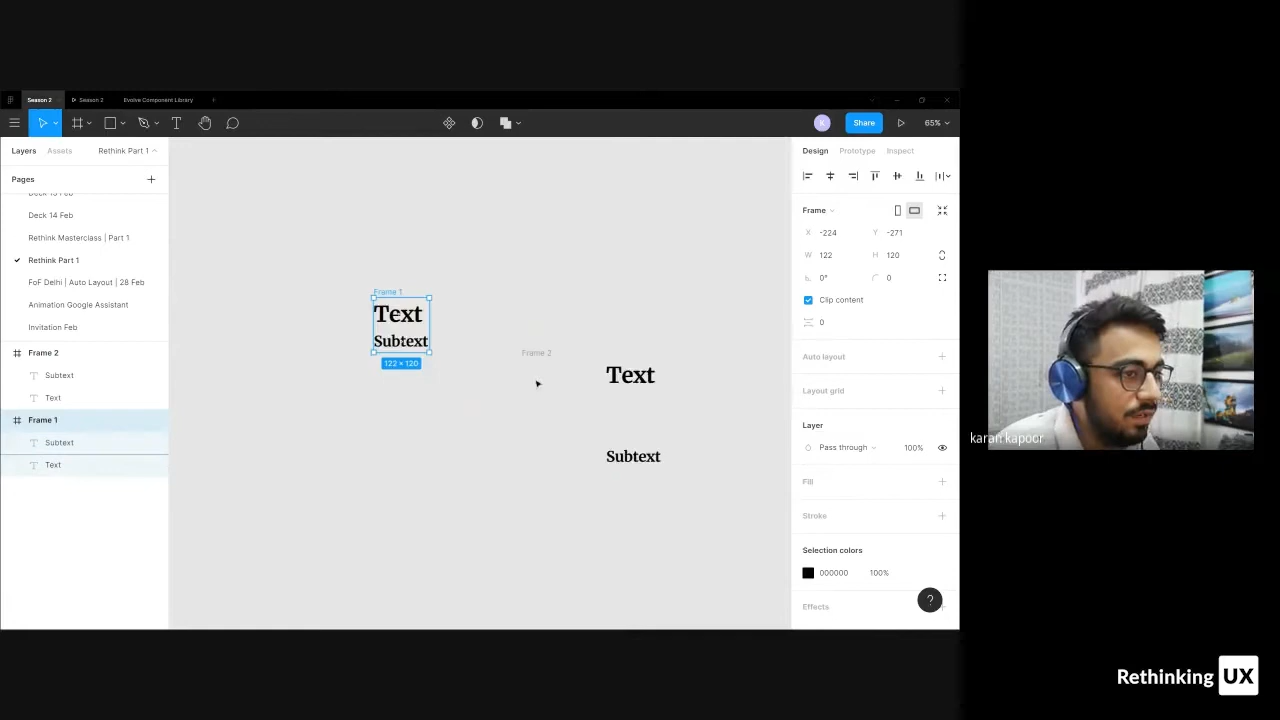 Season 2
Season 2
Evolve Component Library
K
Share
65%
Layers
Assets
Rethink Part 1
Design
Prototype
Inspect
Pages
Deck 13 Feb
Deck 14 Feb
Rethink Masterclass | Part 1
Rethink Part 1
FoF Delhi | Auto Layout | 28 Feb
Animation Google Assistant
Invitation Feb
Frame 2
Subtext
Text
Frame 1
Subtext
Text
Frame 1
Text
Subtext
122 × 120
Frame 2
Text
Subtext
Frame
X -224 Y -271
W 122 H 120
0° 0
Clip content
0
Auto layout
Layout grid
Layer
Pass through 100%
Fill
Stroke
Selection colors
000000 100%
Effects
?
karan kapoor
Rethinking UX